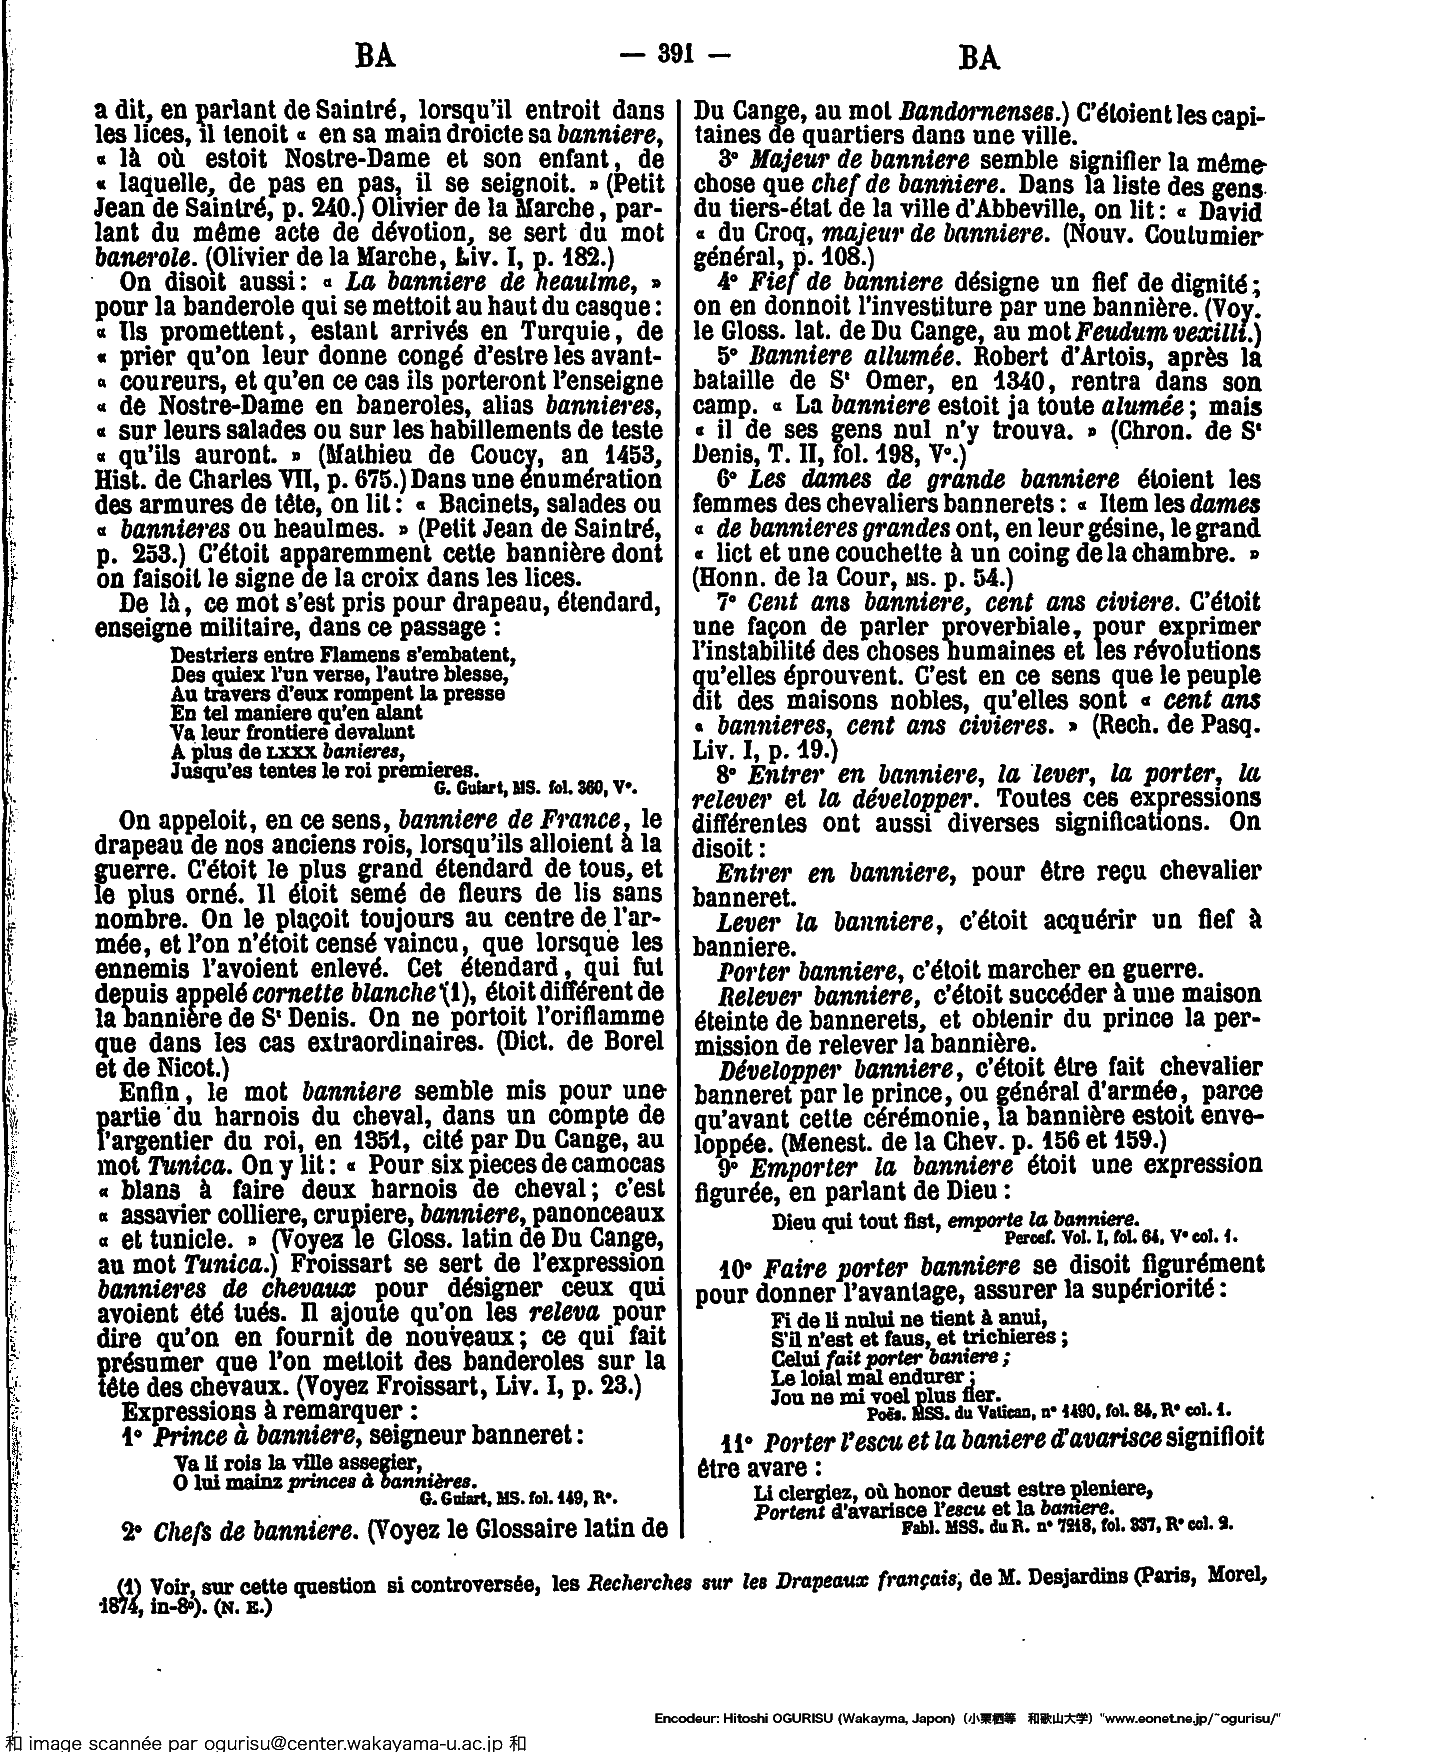 BA
— 391 —
BA
a dit, en parlant de Saintré, lorsqu'il entroit dans
les lices, il tenoit « en sa main droicte sa banniere,
« là où estoit Nostre-Dame et son enfant, de
« laquelle, de pas en pas, il se seignoit. » (Petit
Jean de Saintré, p. 240.) Olivier de la Marche, par-
lant du même acte de dévotion, se sert du mot
banerole. (Olivier de la Marche, Liv. I, p. 182.)
On disoit aussi : « La banniere de heaulme, »
pour la banderole qui se mettoit au haut du casque :
« Ils promettent, estant arrivés en Turquie, de
« prier qu'on leur donne congé d'estre les avant-
« coureurs, et qu'en ce cas ils porteront l'enseigne
« de Nostre-Dame en baneroles, alias bannieres,
« sur leurs salades ou sur les habillements de teste
« qu'ils auront. » (Mathieu de Coucy, an 1453,
Hist. de Charles VII, p. 675.) Dans une énumération
des armures de tête, on lit : « Bacinets, salades ou
« bannieres ou heaulmes. » (Petit Jean de Saintré,
p. 253.) C'étoit apparemment cette bannière dont
on faisoit le signe de la croix dans les lices.
De là, ce mot s'est pris pour drapeau, étendard,
enseigne militaire, dans ce passage :
Destriers entre Flamens s'embatent,
Des quiex l'un verse, l'autre blesse,
Au travers d'eux rompent la presse
En tel maniere qu'en alant
Va leur frontiere devalant
A plus de LXXX banieres,
Jusqu'es tentes le roi premieres.
G. Guiart, MS. fol. 360, V°.
On appeloit, en ce sens, banniere de France, le
drapeau de nos anciens rois, lorsqu'ils alloient à la
guerre. C'étoit le plus grand étendard de tous, et
le plus orné. Il étoit semé de fleurs de lis sans
nombre. On le plaçoit toujours au centre de l'ar-
mée, et l'on n'étoit censé vaincu, que lorsque les
ennemis l'avoient enlevé. Cet étendard, qui fut
depuis appelé cornette blanche (1), étoit différent de
la bannière de St Denis. On ne portoit l'oriflamme
que dans les cas extraordinaires. (Dict. de Borel
et de Nicot.)
Enfin, le mot banniere semble mis pour une
partie du harnois du cheval, dans un compte de
l'argentier du roi, en 1351, cité par Du Cange, au
mot Tunica. On y lit : « Pour six pieces de camocas
« blans à faire deux harnois de cheval ; c'est
« assavier colliere, crupiere, banniere, panonceaux
« et tunicle. » (Voyez le Gloss. latin de Du Cange,
au mot Tunica.) Froissart se sert de l'expression
bannieres de chevaux pour désigner ceux qui
avoient été tués. Il ajoute qu'on les releva pour
dire qu'on en fournit de nouveaux ; ce qui fait
présumer que l'on mettoit des banderoles sur la
tête des chevaux. (Voyez Froissart, Liv. I, p. 23.)
Expressions à remarquer :
1° Prince à banniere, seigneur banneret :
Va li rois la ville assegier,
O lui mainz princes à bannières.
G. Guiart, MS. fol. 149, R°.
2° Chefs de banniere. (Voyez le Glossaire latin de
Du Cange, au mot Bandornenses.) C'étoient les capi-
taines de quartiers dans une ville.
3° Majeur de banniere semble signifier la même
chose que chef de banniere. Dans la liste des gens
du tiers-état de la ville d'Abbeville, on lit : « David
« du Croq, majeur de banniere. (Nouv. Coutumier
général, p. 108.)
4° Fief de banniere désigne un fief de dignité ;
on en donnoit l'investiture par une bannière. (Voy.
le Gloss. lat. de Du Cange, au mot Feudum vexilli.)
5° Banniere allumée. Robert d'Artois, après la
bataille de St Omer, en 1340, rentra dans son
camp. « La banniere estoit ja toute alumée ; mais
« il de ses gens nul n'y trouva. » (Chron. de St
Denis, T. II, fol. 198, V°.)
6° Les dames de grande banniere étoient les
femmes des chevaliers bannerets : « Item les dames
« de bannieres grandes ont, en leur gésine, le grand
« lict et une couchette à un coing de la chambre. »
(Honn. de la Cour, MS. p. 54.)
7° Cent ans banniere, cent ans civiere. C'étoit
une façon de parler proverbiale, pour exprimer
l'instabilité des choses humaines et les révolutions
qu'elles éprouvent. C'est en ce sens que le peuple
dit des maisons nobles, qu'elles sont « cent ans
« bannieres, cent ans civieres. » (Rech. de Pasq.
Liv. I, p. 19.)
8° Entrer en banniere, la lever, la porter, la
relever et la développer. Toutes ces expressions
différentes ont aussi diverses significations. On
disoit :
Entrer en banniere, pour être reçu chevalier
banneret.
Lever la banniere, c'étoit acquérir un fief à
banniere.
Porter banniere, c'étoit marcher en guerre.
Relever banniere, c'étoit succéder à une maison
éteinte de bannerets, et obtenir du prince la per-
mission de relever la bannière.
Développer banniere, c'étoit être fait chevalier
banneret par le prince, ou général d'armée, parce
qu'avant cette cérémonie, la bannière estoit enve-
loppée. (Menest. de la Chev. p. 156 et 159.)
9° Emporter la banniere étoit une expression
figurée, en parlant de Dieu :
Dieu qui tout fist, emporte la banniere.
Percef. Vol. I, fol. 64, V° col. 1.
10° Faire porter banniere se disoit figurément
pour donner l'avantage, assurer la supériorité :
Fi de li nului ne tient à anui,
S'il n'est et faus, et trichieres ;
Celui fait porter baniere ;
Le loial mal endurer ;
Jou ne mi voel plus fier.
Poës. MSS. du Vatican, n° 1490, fol. 84, R° col. 1.
11° Porter l'escu et la baniere d'avarisce signifioit
être avare :
Li clergiez, où honor deust estre pleniere,
Portent d'avarisce l'escu et la baniere.
Fabl. MSS. du R. n° 7218, fol. 337, R° col. 2.
(1) Voir, sur cette question si controversée, les Recherches sur les Drapeaux français, de M. Desjardins (Paris, Morel,
1874, in-8°). (N. E.)
Encodeur: Hitoshi OGURISU (Wakayma, Japon) (小栗栖等 和歌山大学) "www.eonet.ne.jp/~ogurisu/"
和 image scannée par ogurisu@center.wakayama-u.ac.jp 和